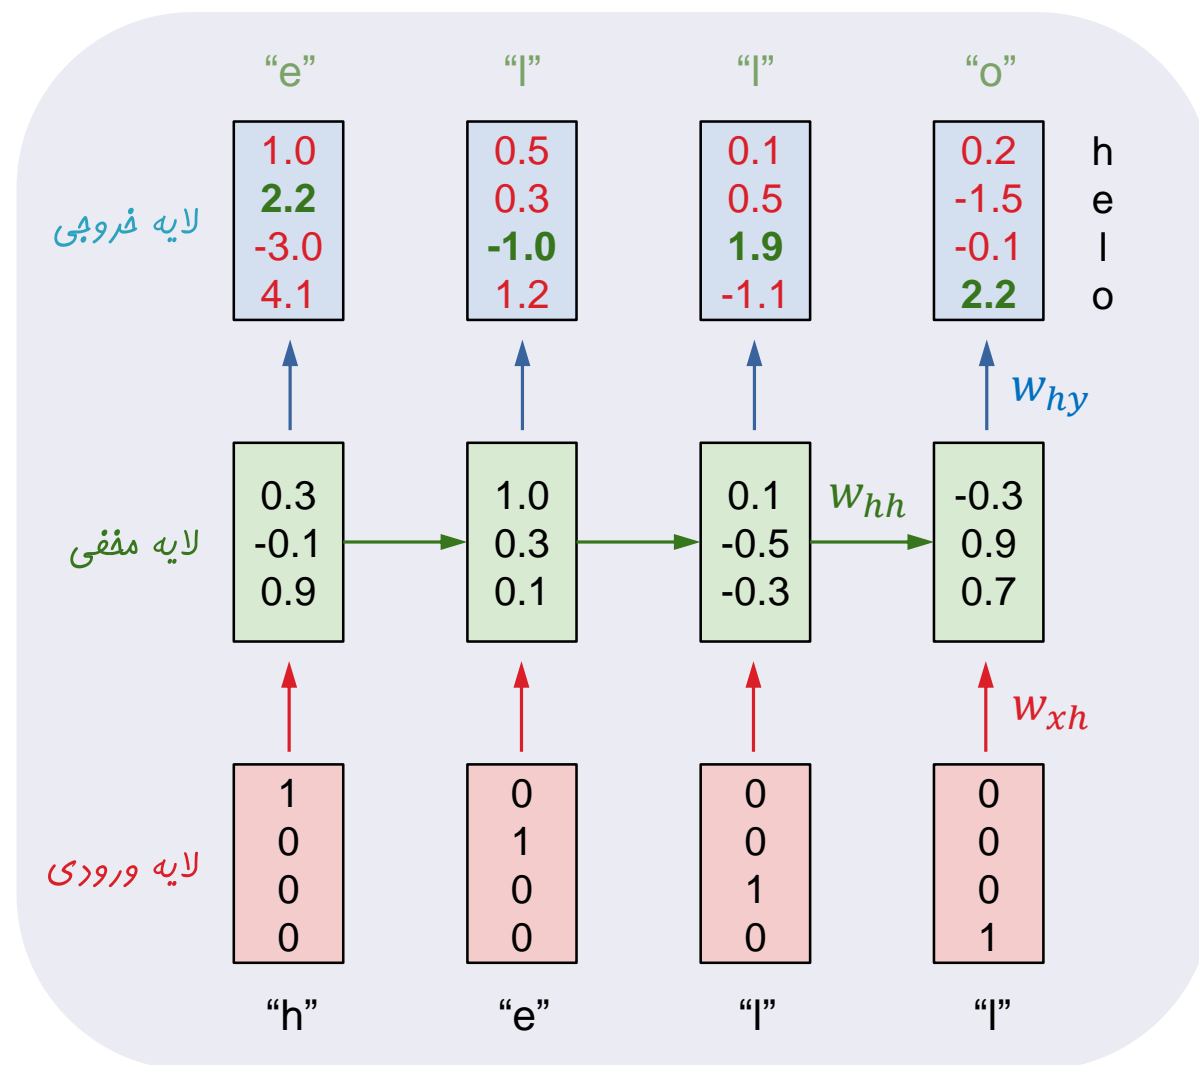 “e” “l” “l” “o”
1.0 0.5 0.1 0.2 h
2.2 0.3 0.5 -1.5 e
-3.0 -1.0 1.9 -0.1 l
4.1 1.2 -1.1 2.2 o
لایه خروجی
w_hy
0.3 1.0 0.1 -0.3
-0.1 0.3 -0.5 0.9
0.9 0.1 -0.3 0.7
w_hh
لایه مخفی
w_xh
1 0 0 0
0 1 0 0
0 0 1 0
0 0 0 1
لایه ورودی
“h” “e” “l” “l”